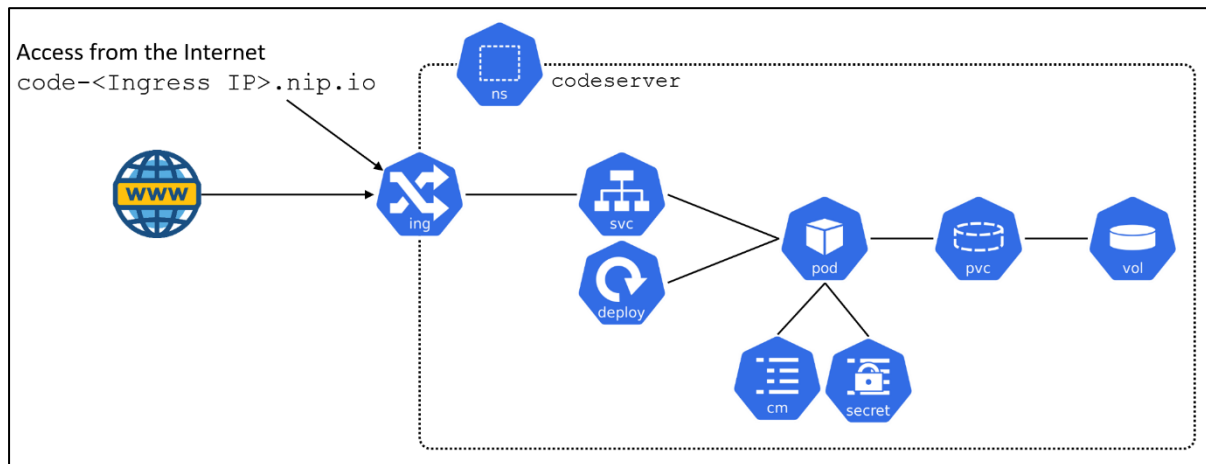 Access from the Internet
code-<Ingress IP>.nip.io
ns
codeserver
WWW
ing
svc
deploy
pod
pvc
vol
cm
secret